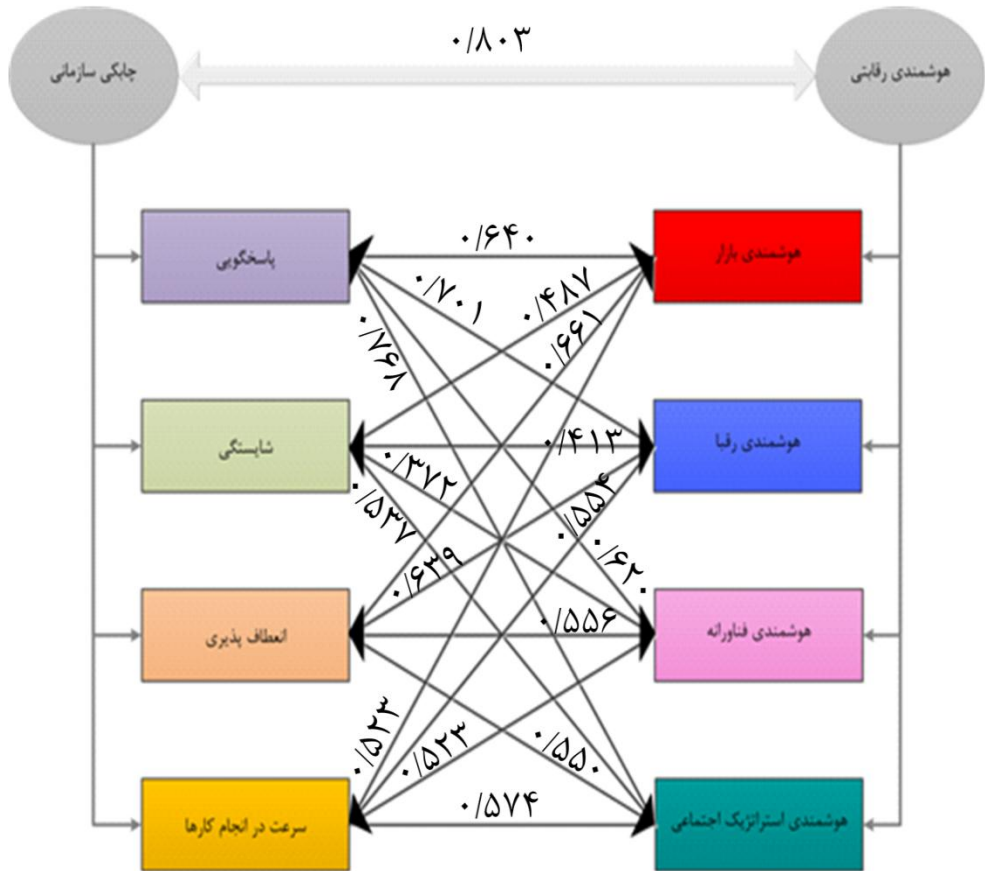 ۰/۸۰۳
هوشمندی رقابتی
چابکی سازمانی
هوشمندی بازار
۰/۶۴۰
پاسخگویی
۰/۷۰۱
۰/۴۸۷
۰/۶۶۱
۰/۷۶۸
هوشمندی رقبا
۰/۴۱۳
شایستگی
۰/۳۷۲
۰/۵۳۷
۰/۵۵۴
۰/۶۲۰
۰/۶۳۹
هوشمندی فناورانه
۰/۵۵۶
انعطاف پذیری
۰/۵۲۳
۰/۵۲۳
۰/۵۵۰
هوشمندی استراتژیک اجتماعی
۰/۵۷۴
سرعت در انجام کارها